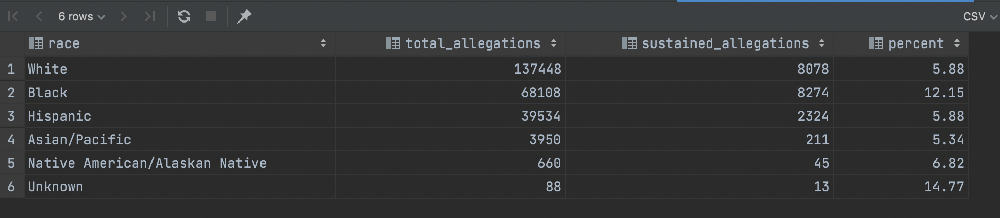 6 rows CSV
race total_allegations sustained_allegations percent
1 White 137448 8078 5.88
2 Black 68108 8274 12.15
3 Hispanic 39534 2324 5.88
4 Asian/Pacific 3950 211 5.34
5 Native American/Alaskan Native 660 45 6.82
6 Unknown 88 13 14.77